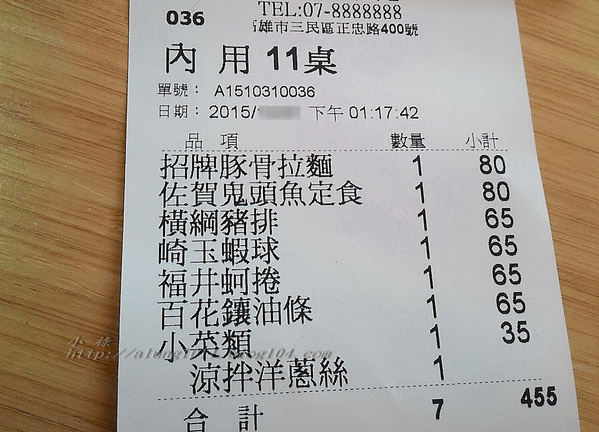 036
TEL:07-8888888
雄市三民區正忠路400號
內 用 11桌
單號： A1510310036
日期： 2015/ 下午 01:17:42
品 項 數量 小計
招牌豚骨拉麵 1 80
佐賀鬼頭魚定食 1 80
橫綱豬排 1 65
崎玉蝦球 1 65
福井蚵捲 1 65
百花鑲油條 1 65
小菜類 1 35
涼拌洋蔥絲 1
合 計 7 455
小 祿